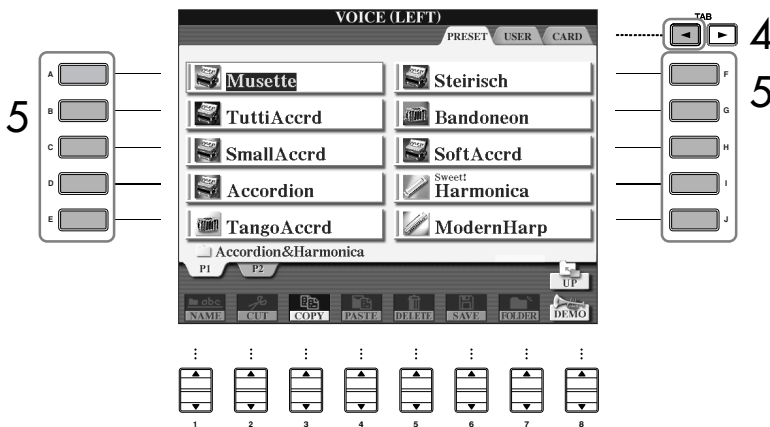 VOICE (LEFT)
PRESET USER CARD
TAB
4
5
A
B
C
D
E
Musette
TuttiAccrd
SmallAccrd
Accordion
TangoAccrd
Steirisch
Bandoneon
SoftAccrd
Sweet!
Harmonica
ModernHarp
F
G
H
I
J
5
Accordion&Harmonica
P1 P2
UP
abc
NAME CUT COPY PASTE DELETE SAVE FOLDER DEMO
1 2 3 4 5 6 7 8